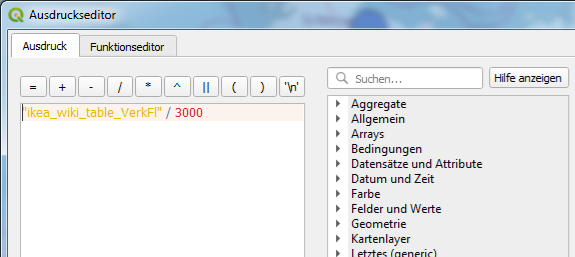 Ausdruckseditor
Ausdruck Funktionseditor
= + - / * ^ || ( ) '\n' Suchen... Hilfe anzeigen
"ikea_wiki_table_VerkFl" / 3000
Aggregate
Allgemein
Arrays
Bedingungen
Datensätze und Attribute
Datum und Zeit
Farbe
Felder und Werte
Geometrie
Kartenlayer
Letztes (generic)